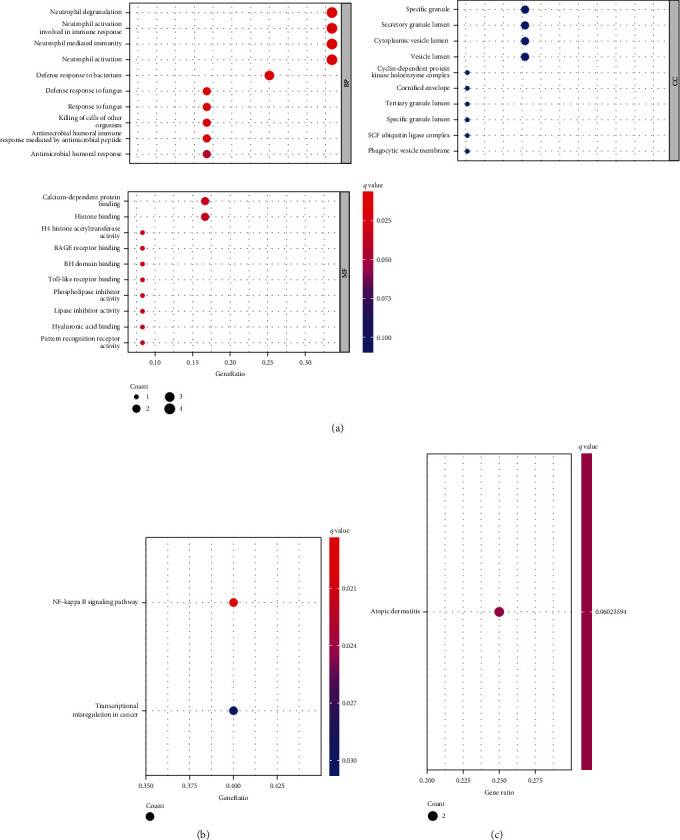 Neutrophil degranulation
Neutrophil activation
involved in immune response
Neutrophil mediated immunity
Neutrophil activation
Defense response to bacterium
Defense response to fungus
Response to fungus
Killing of cells of other
organism
Antimicrobial humoral immune
response mediated by antimicrobial peptide
Antimicrobial humoral response
BP
Specific granule
Secretory granule lumen
Cytoplasmic vesicle lumen
Vesicle lumen
Cyclin-dependent protein
kinase holoenzyme complex
Cornified envelope
Tertiary granule lumen
Specific granule lumen
SCF ubiquitin ligase complex
Phagocytic vesicle membrane
CC
Calcium-dependent protein
binding
Histone binding
H4 histone acetyltransferase
activity
RAGE receptor binding
BH domain binding
Toll-like receptor binding
Phospholipase inhibitor
activity
Lipase inhibitor activity
Hyaluronic acid binding
Pattern recognition receptor
activity
MF
0.10 0.15 0.20 0.25 0.30
GeneRatio
q value
0.025
0.050
0.075
0.100
Count
1 3
2 4
(a)
NF-kappa B signaling pathway
Transcriptional
misregulation in cancer
0.350 0.375 0.400 0.425
GeneRatio
q value
0.021
0.024
0.027
0.030
Count
(b)
Atopic dermatitis
0.200 0.225 0.250 0.275
Gene ratio
q value
0.06023594
Count
2
(c)